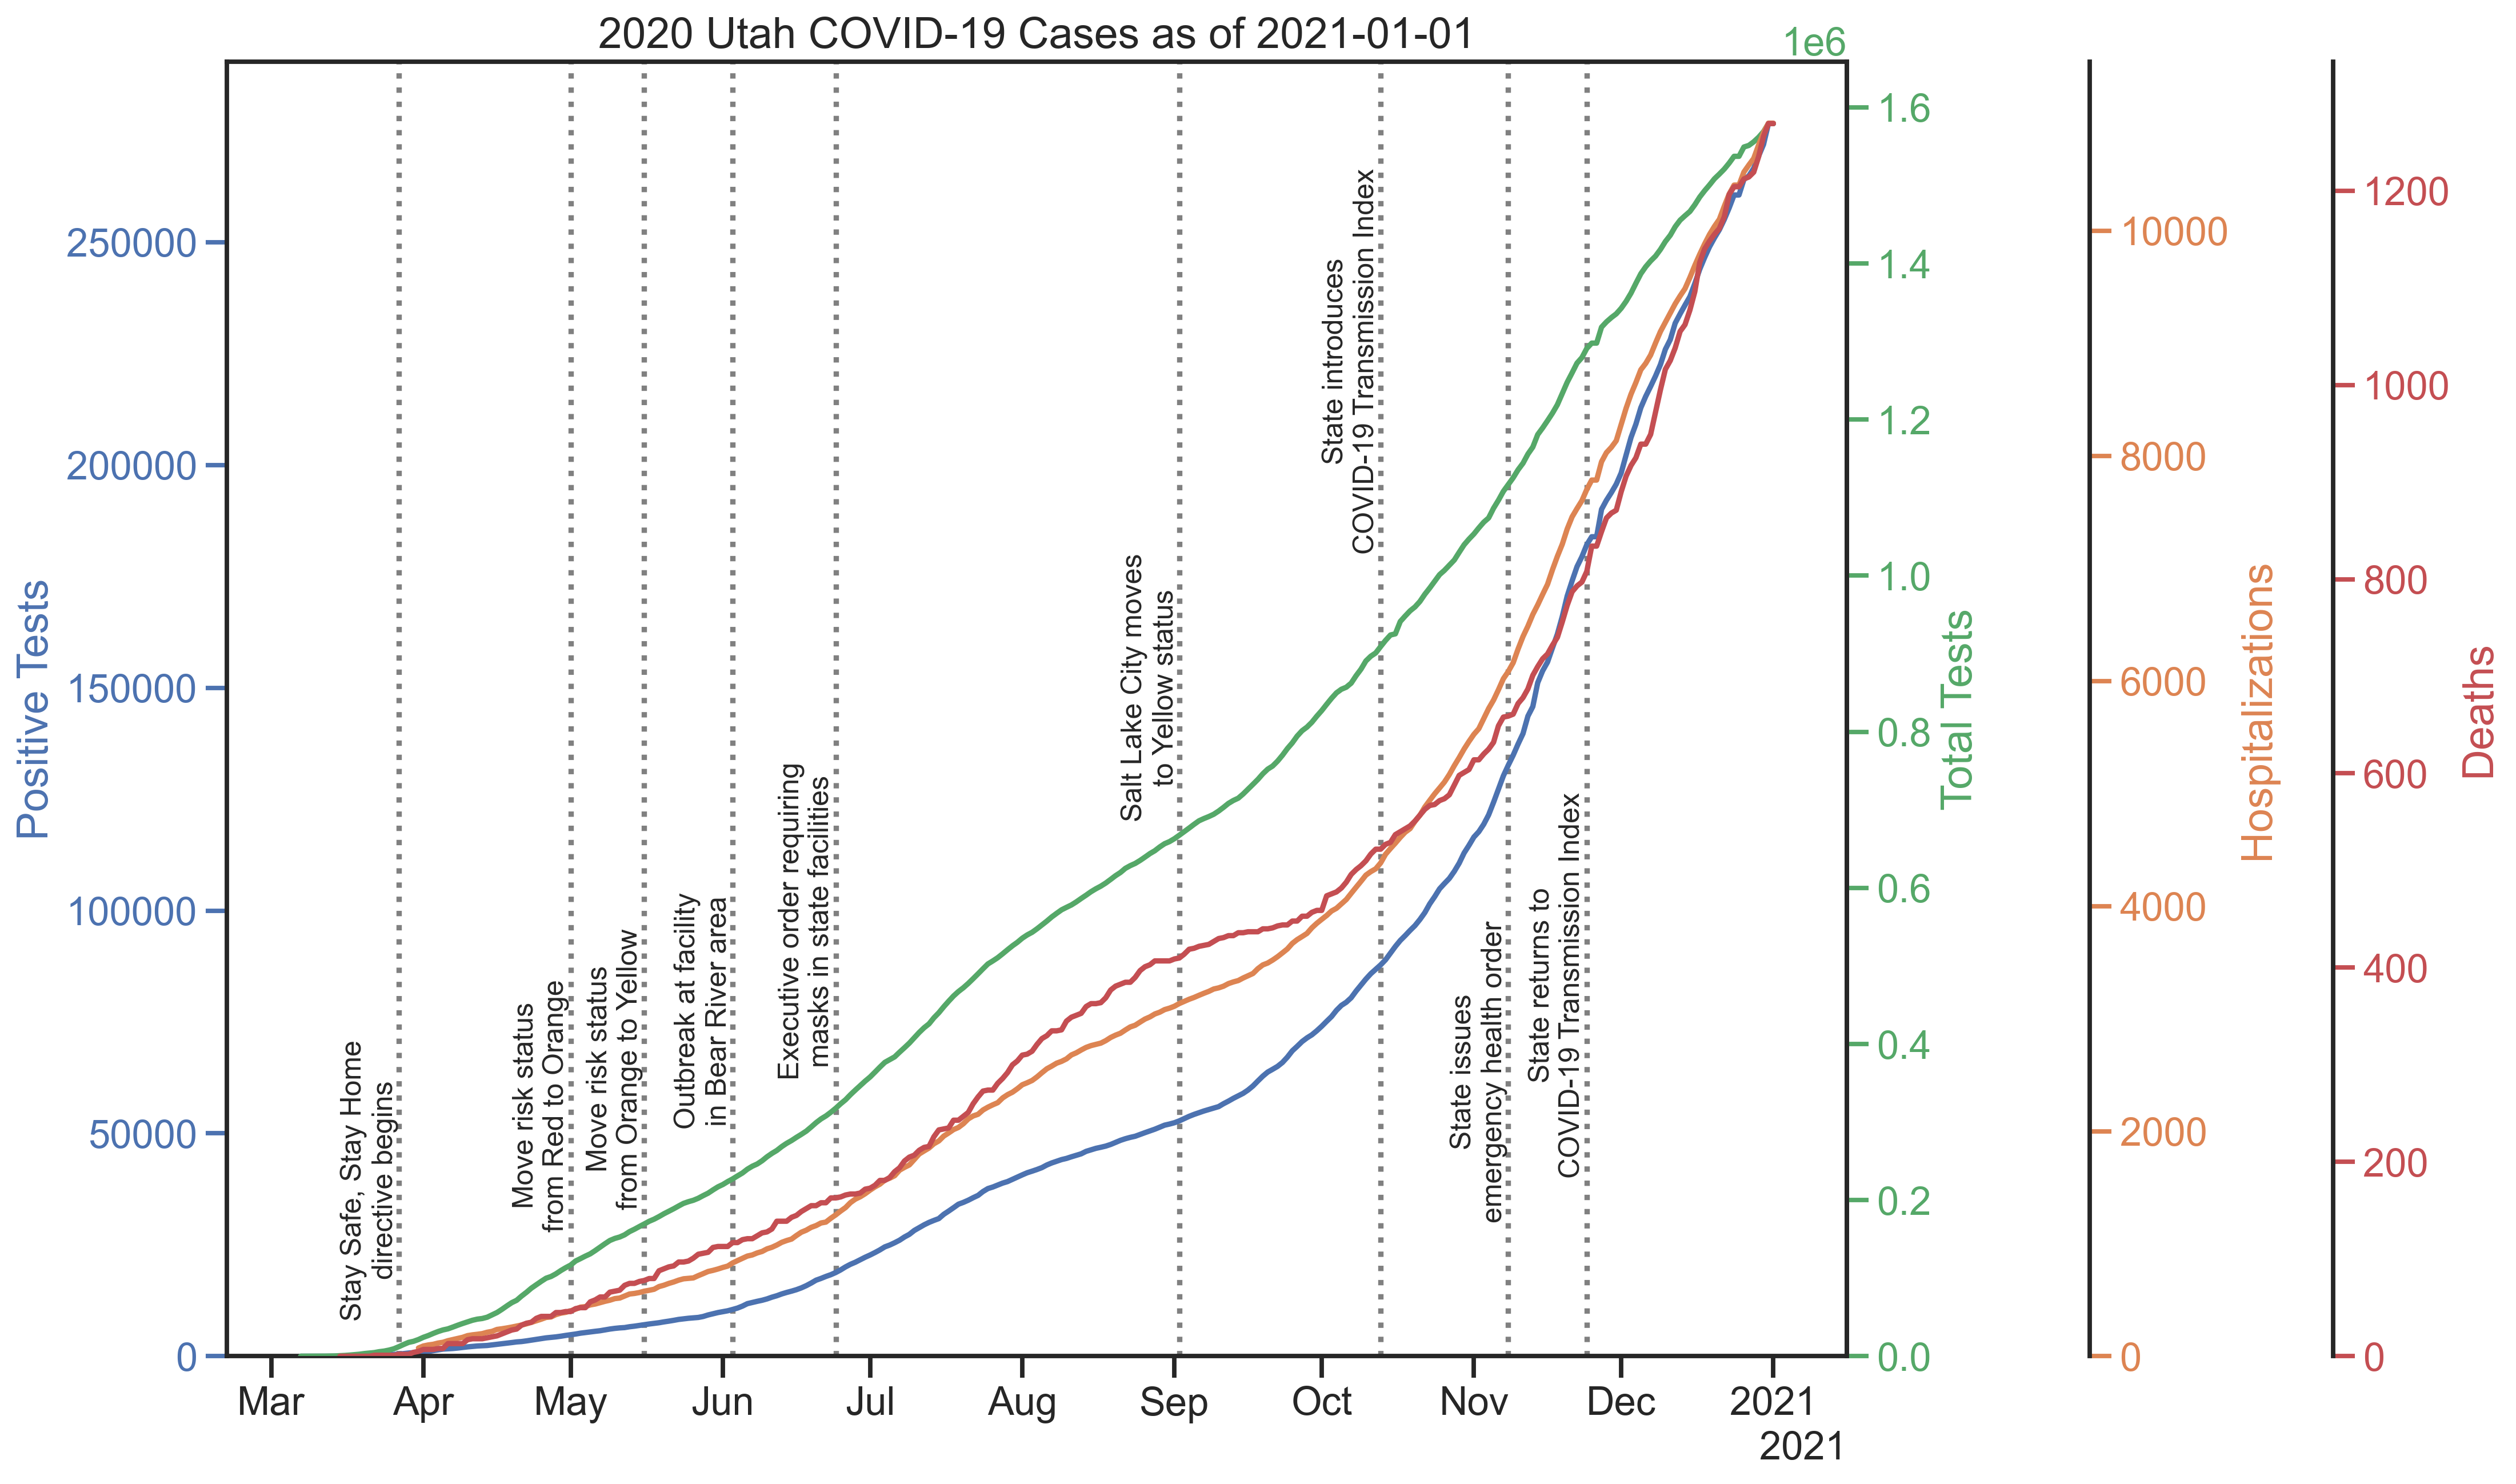 2020 Utah COVID-19 Cases as of 2021-01-01
1e6
Positive Tests
250000
200000
150000
100000
50000
0
Stay Safe, Stay Home
directive begins
Move risk status
from Red to Orange
Move risk status
from Orange to Yellow
Outbreak at facility
in Bear River area
Executive order requiring
masks in state facilities
Salt Lake City moves
to Yellow status
State introduces
COVID-19 Transmission Index
State issues
emergency health order
State returns to
COVID-19 Transmission Index
1.6
1.4
1.2
1.0
0.8
0.6
0.4
0.2
0.0
Total Tests
10000
8000
6000
4000
2000
0
Hospitalizations
1200
1000
800
600
400
200
0
Deaths
Mar
Apr
May
Jun
Jul
Aug
Sep
Oct
Nov
Dec
2021
2021